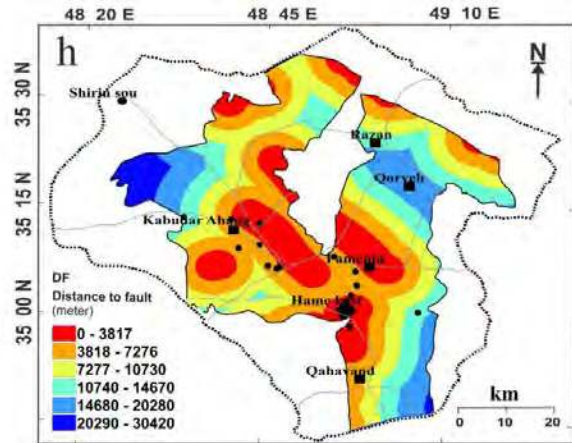 48 20 E 48 45 E 49 10 E
h
N
35 30 N
35 15 N
35 00 N
Shirin sou
Razan
Qorveh
Kabudar Ahang
Famenin
Qahavand
DF
Distance to fault
(meter)
0 - 3817
3818 - 7276
7277 - 10730
10740 - 14670
14680 - 20280
20290 - 30420
km
0 10 20